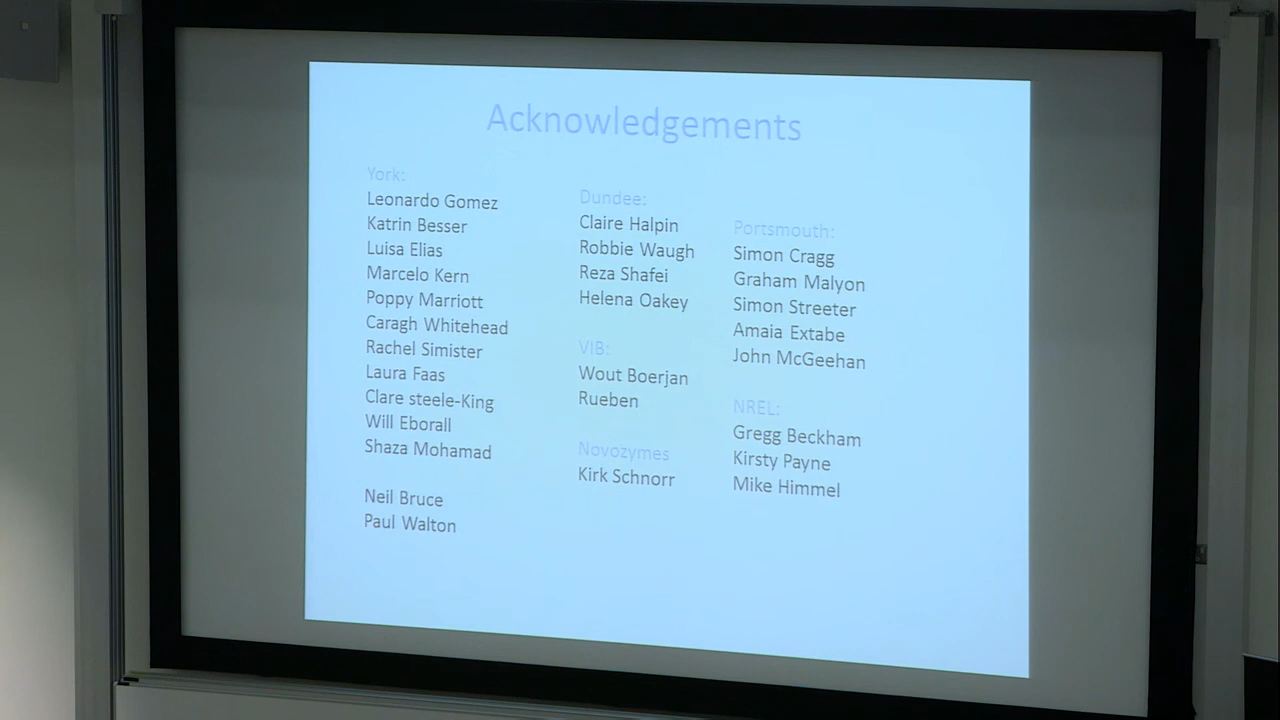 Acknowledgements
York:
Leonardo Gomez
Katrin Besser
Luisa Elias
Marcelo Kern
Poppy Marriott
Caragh Whitehead
Rachel Simister
Laura Faas
Clare steele-King
Will Eborall
Shaza Mohamad
Neil Bruce
Paul Walton
Dundee:
Claire Halpin
Robbie Waugh
Reza Shafei
Helena Oakey
VIB:
Wout Boerjan
Rueben
Novozymes
Kirk Schnorr
Portsmouth:
Simon Cragg
Graham Malyon
Simon Streeter
Amaia Extabe
John McGeehan
NREL:
Gregg Beckham
Kirsty Payne
Mike Himmel